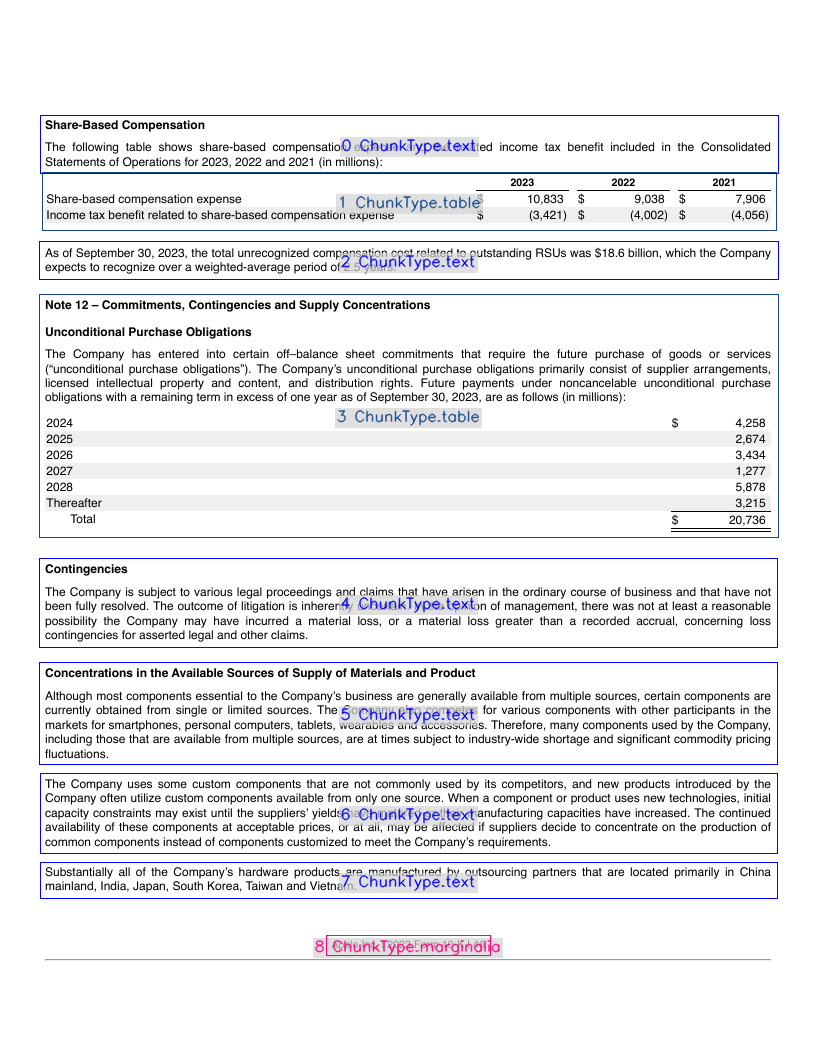 Share-Based Compensation
The following table shows share-based compensation income tax benefit included in the Consolidated
0 ChunkType.text
Statements of Operations for 2023, 2022 and 2021 (in millions):
2023 2022 2021
Share-based compensation expense $ 10,833 $ 9,038 $ 7,906
1 ChunkType.table
Income tax benefit related to share-based compensation expense $ (3,421) $ (4,002) $ (4,056)
As of September 30, 2023, the total unrecognized compensation cost related to outstanding RSUs was $18.6 billion, which the Company
2 ChunkType.text
expects to recognize over a weighted-average period of 2.5 years.
Note 12 – Commitments, Contingencies and Supply Concentrations
Unconditional Purchase Obligations
The Company has entered into certain off–balance sheet commitments that require the future purchase of goods or services
(“unconditional purchase obligations”). The Company’s unconditional purchase obligations primarily consist of supplier arrangements,
licensed intellectual property and content, and distribution rights. Future payments under noncancelable unconditional purchase
obligations with a remaining term in excess of one year as of September 30, 2023, are as follows (in millions):
3 ChunkType.table
2024 $ 4,258
2025 2,674
2026 3,434
2027 1,277
2028 5,878
Thereafter 3,215
Total $ 20,736
Contingencies
The Company is subject to various legal proceedings and claims that have arisen in the ordinary course of business and that have not
been fully resolved. The outcome of litigation is of management, there was not at least a reasonable
4 ChunkType.text
possibility the Company may have incurred a material loss, or a material loss greater than a recorded accrual, concerning loss
contingencies for asserted legal and other claims.
Concentrations in the Available Sources of Supply of Materials and Product
Although most components essential to the Company’s business are generally available from multiple sources, certain components are
currently obtained from single or limited sources. The Company also competes for various components with other participants in the
5 ChunkType.text
markets for smartphones, personal computers, tablets, wearables and accessories. Therefore, many components used by the Company,
including those that are available from multiple sources, are at times subject to industry-wide shortage and significant commodity pricing
fluctuations.
The Company uses some custom components that are not commonly used by its competitors, and new products introduced by the
Company often utilize custom components available from only one source. When a component or product uses new technologies, initial
capacity constraints may exist until the suppliers’ yields manufacturing capacities have increased. The continued
6 ChunkType.text
availability of these components at acceptable prices, or at all, may be affected if suppliers decide to concentrate on the production of
common components instead of components customized to meet the Company’s requirements.
Substantially all of the Company’s hardware products are manufactured by outsourcing partners that are located primarily in China
7 ChunkType.text
mainland, India, Japan, South Korea, Taiwan and Vietnam.
8 ChunkType.marginalia